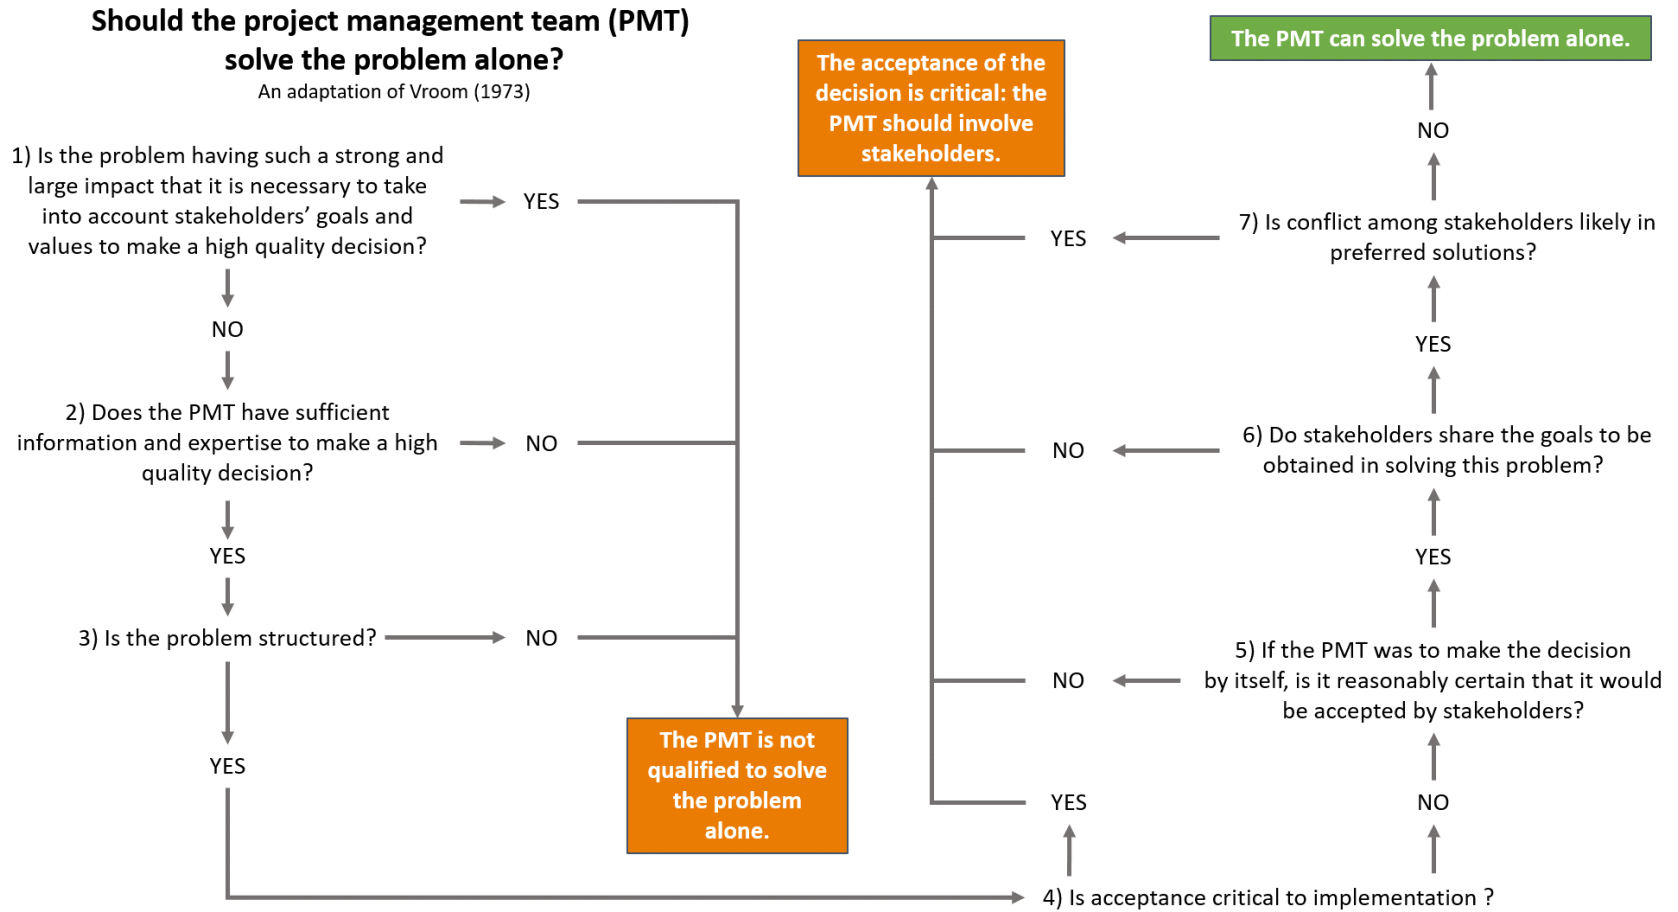 Should the project management team (PMT)
solve the problem alone?
An adaptation of Vroom (1973)
1) Is the problem having such a strong and
large impact that it is necessary to take
into account stakeholders’ goals and
values to make a high quality decision?
YES
NO
2) Does the PMT have sufficient
information and expertise to make a high
quality decision?
NO
YES
3) Is the problem structured?
NO
YES
The PMT is not
qualified to solve
the problem
alone.
4) Is acceptance critical to implementation ?
YES
NO
5) If the PMT was to make the decision
by itself, is it reasonably certain that it would
be accepted by stakeholders?
NO
YES
6) Do stakeholders share the goals to be
obtained in solving this problem?
NO
YES
7) Is conflict among stakeholders likely in
preferred solutions?
YES
NO
The acceptance of the
decision is critical: the
PMT should involve
stakeholders.
The PMT can solve the problem alone.